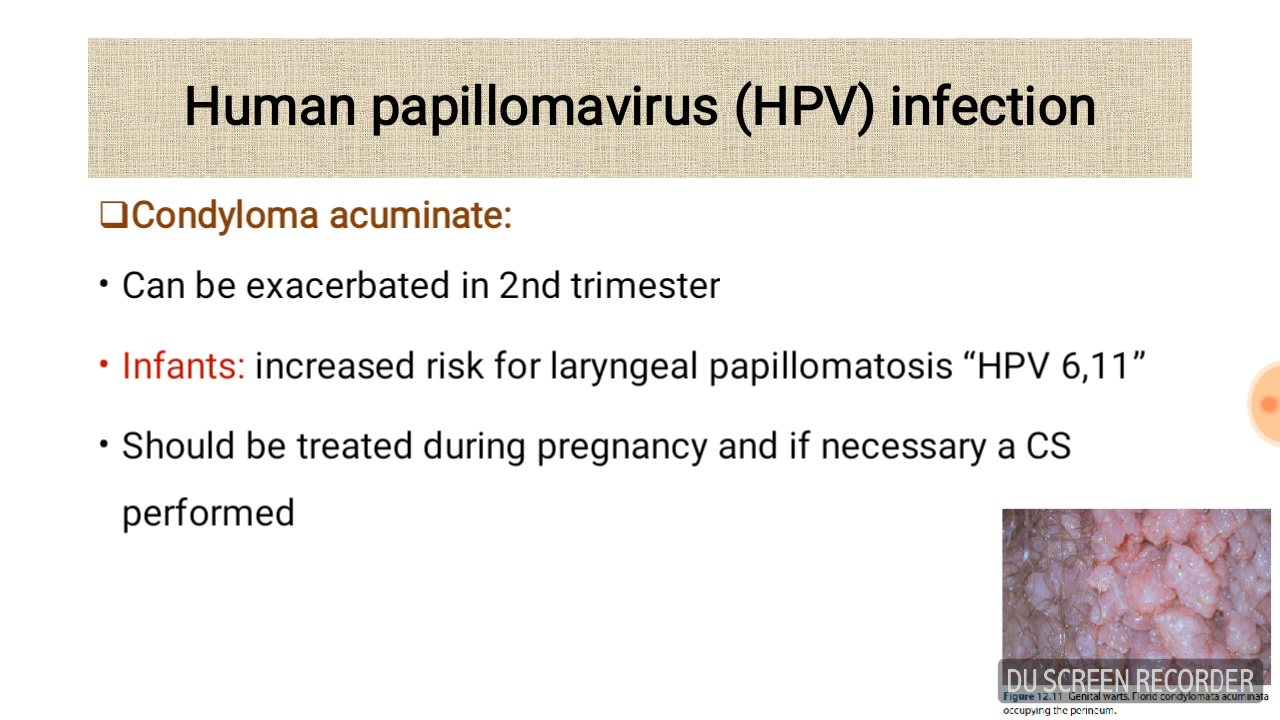 Human papillomavirus (HPV) infection
❑Condyloma acuminate:
• Can be exacerbated in 2nd trimester
• Infants: increased risk for laryngeal papillomatosis “HPV 6,11”
• Should be treated during pregnancy and if necessary a CS
performed
DU SCREEN RECORDER
Figure 12.11 Genital warts. Florid condylomata acuminata
occupying the perineum.